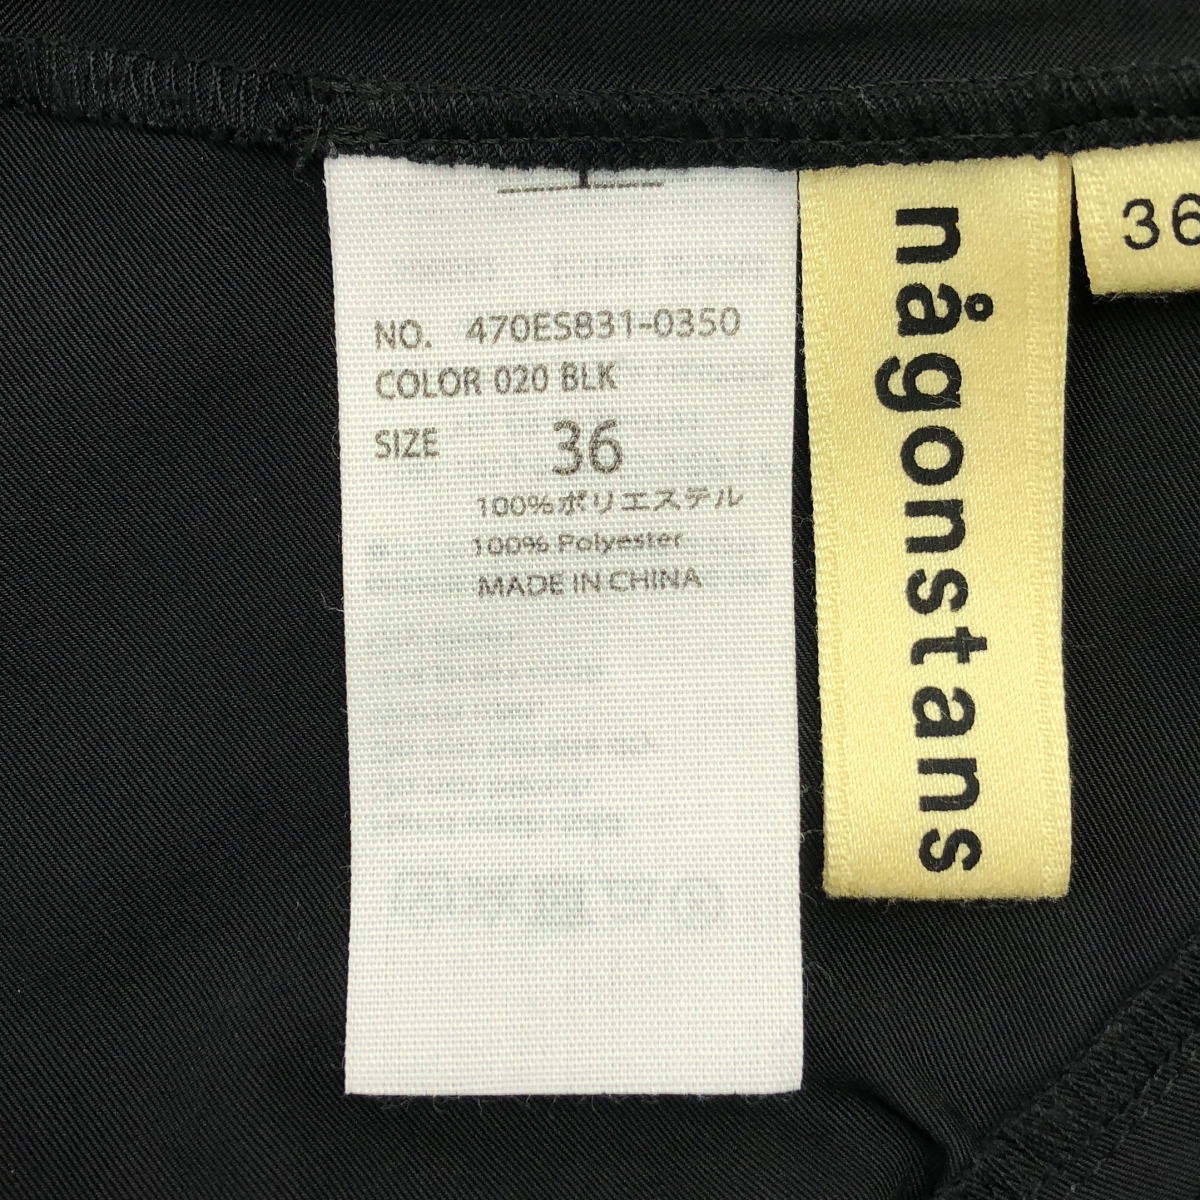 NO. 470ES831-0350
COLOR 020 BLK
SIZE 36
100%ポリエステル
100% Polyester
MADE IN CHINA
någonstans
36